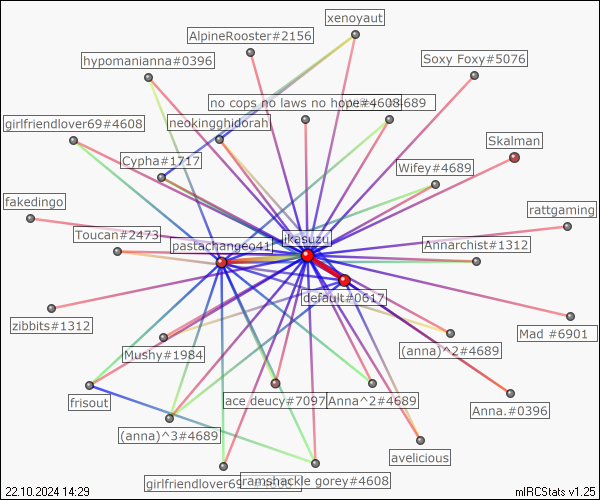 xenoyaut
AlpineRooster#2156
hypomanianna#0396
Soxy Foxy#5076
no cops no laws no hope#4608
girlfriendlover69#4608
neokingghidorah
Skalman
Cypha#1717
Wifey#4689
fakedingo
rattgaming
Toucan#2473
ikasuzu
pastachangeo41
Annarchist#1312
default#0617
zibbits#1312
Mad #6901
Mushy#1984
(anna)^2#4689
frisout
ace deucy#7097
Anna^2#4689
Anna.#0396
(anna)^3#4689
avelicious
girlfriendlover69
ramshackle gorey#4608
22.10.2024 14:29
mIRCStats v1.25